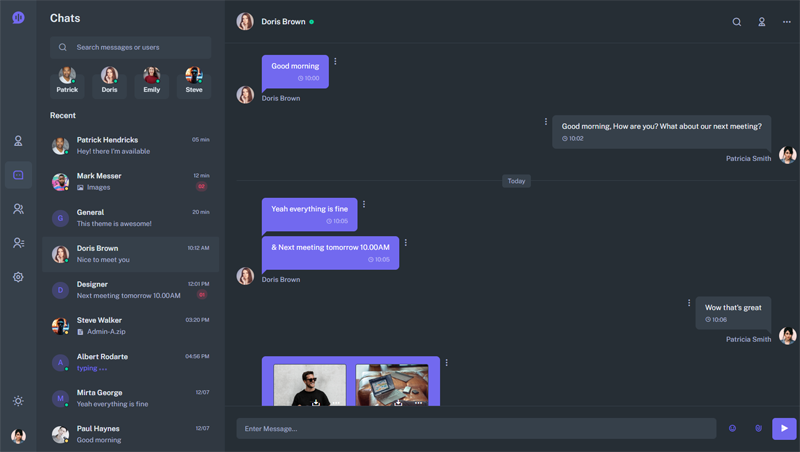 Chats
Search messages or users
Patrick
Doris
Emily
Steve
Recent
Patrick Hendricks
05 min
Hey! there I'm available
Mark Messer
12 min
Images
02
General
20 min
This theme is awesome!
Doris Brown
10:12 AM
Nice to meet you
Designer
12:01 PM
Next meeting tomorrow 10.00AM
Steve Walker
03:20 PM
Admin-A.zip
Albert Rodarte
04:56 PM
typing...
Mirta George
12/07
Yeah everything is fine
Paul Haynes
12/07
Good morning
G
D
A
M
Doris Brown
Good morning
10:00
Doris Brown
Good morning, How are you? What about our next meeting?
10:02
Patricia Smith
Today
Yeah everything is fine
10:05
& Next meeting tomorrow 10.00AM
10:05
Doris Brown
Wow that's great
10:06
Patricia Smith
Enter Message...